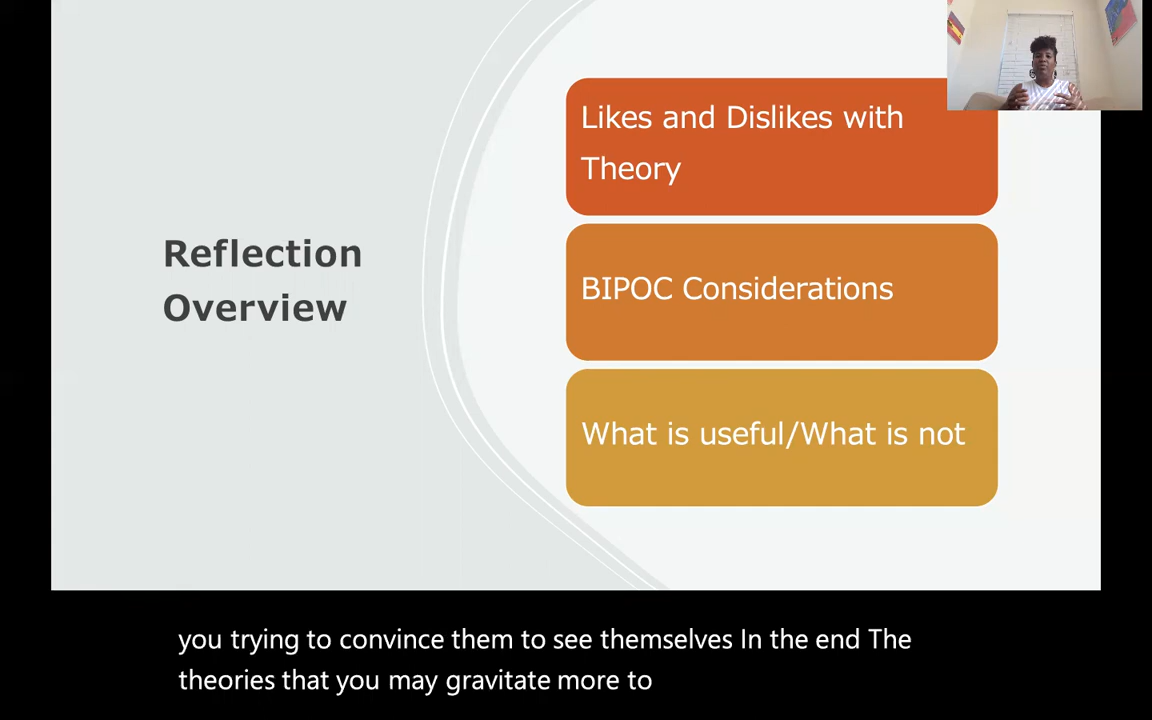 Reflection
Overview
Likes and Dislikes with
Theory
BIPOC Considerations
What is useful/What is not
you trying to convince them to see themselves In the end The
theories that you may gravitate more to